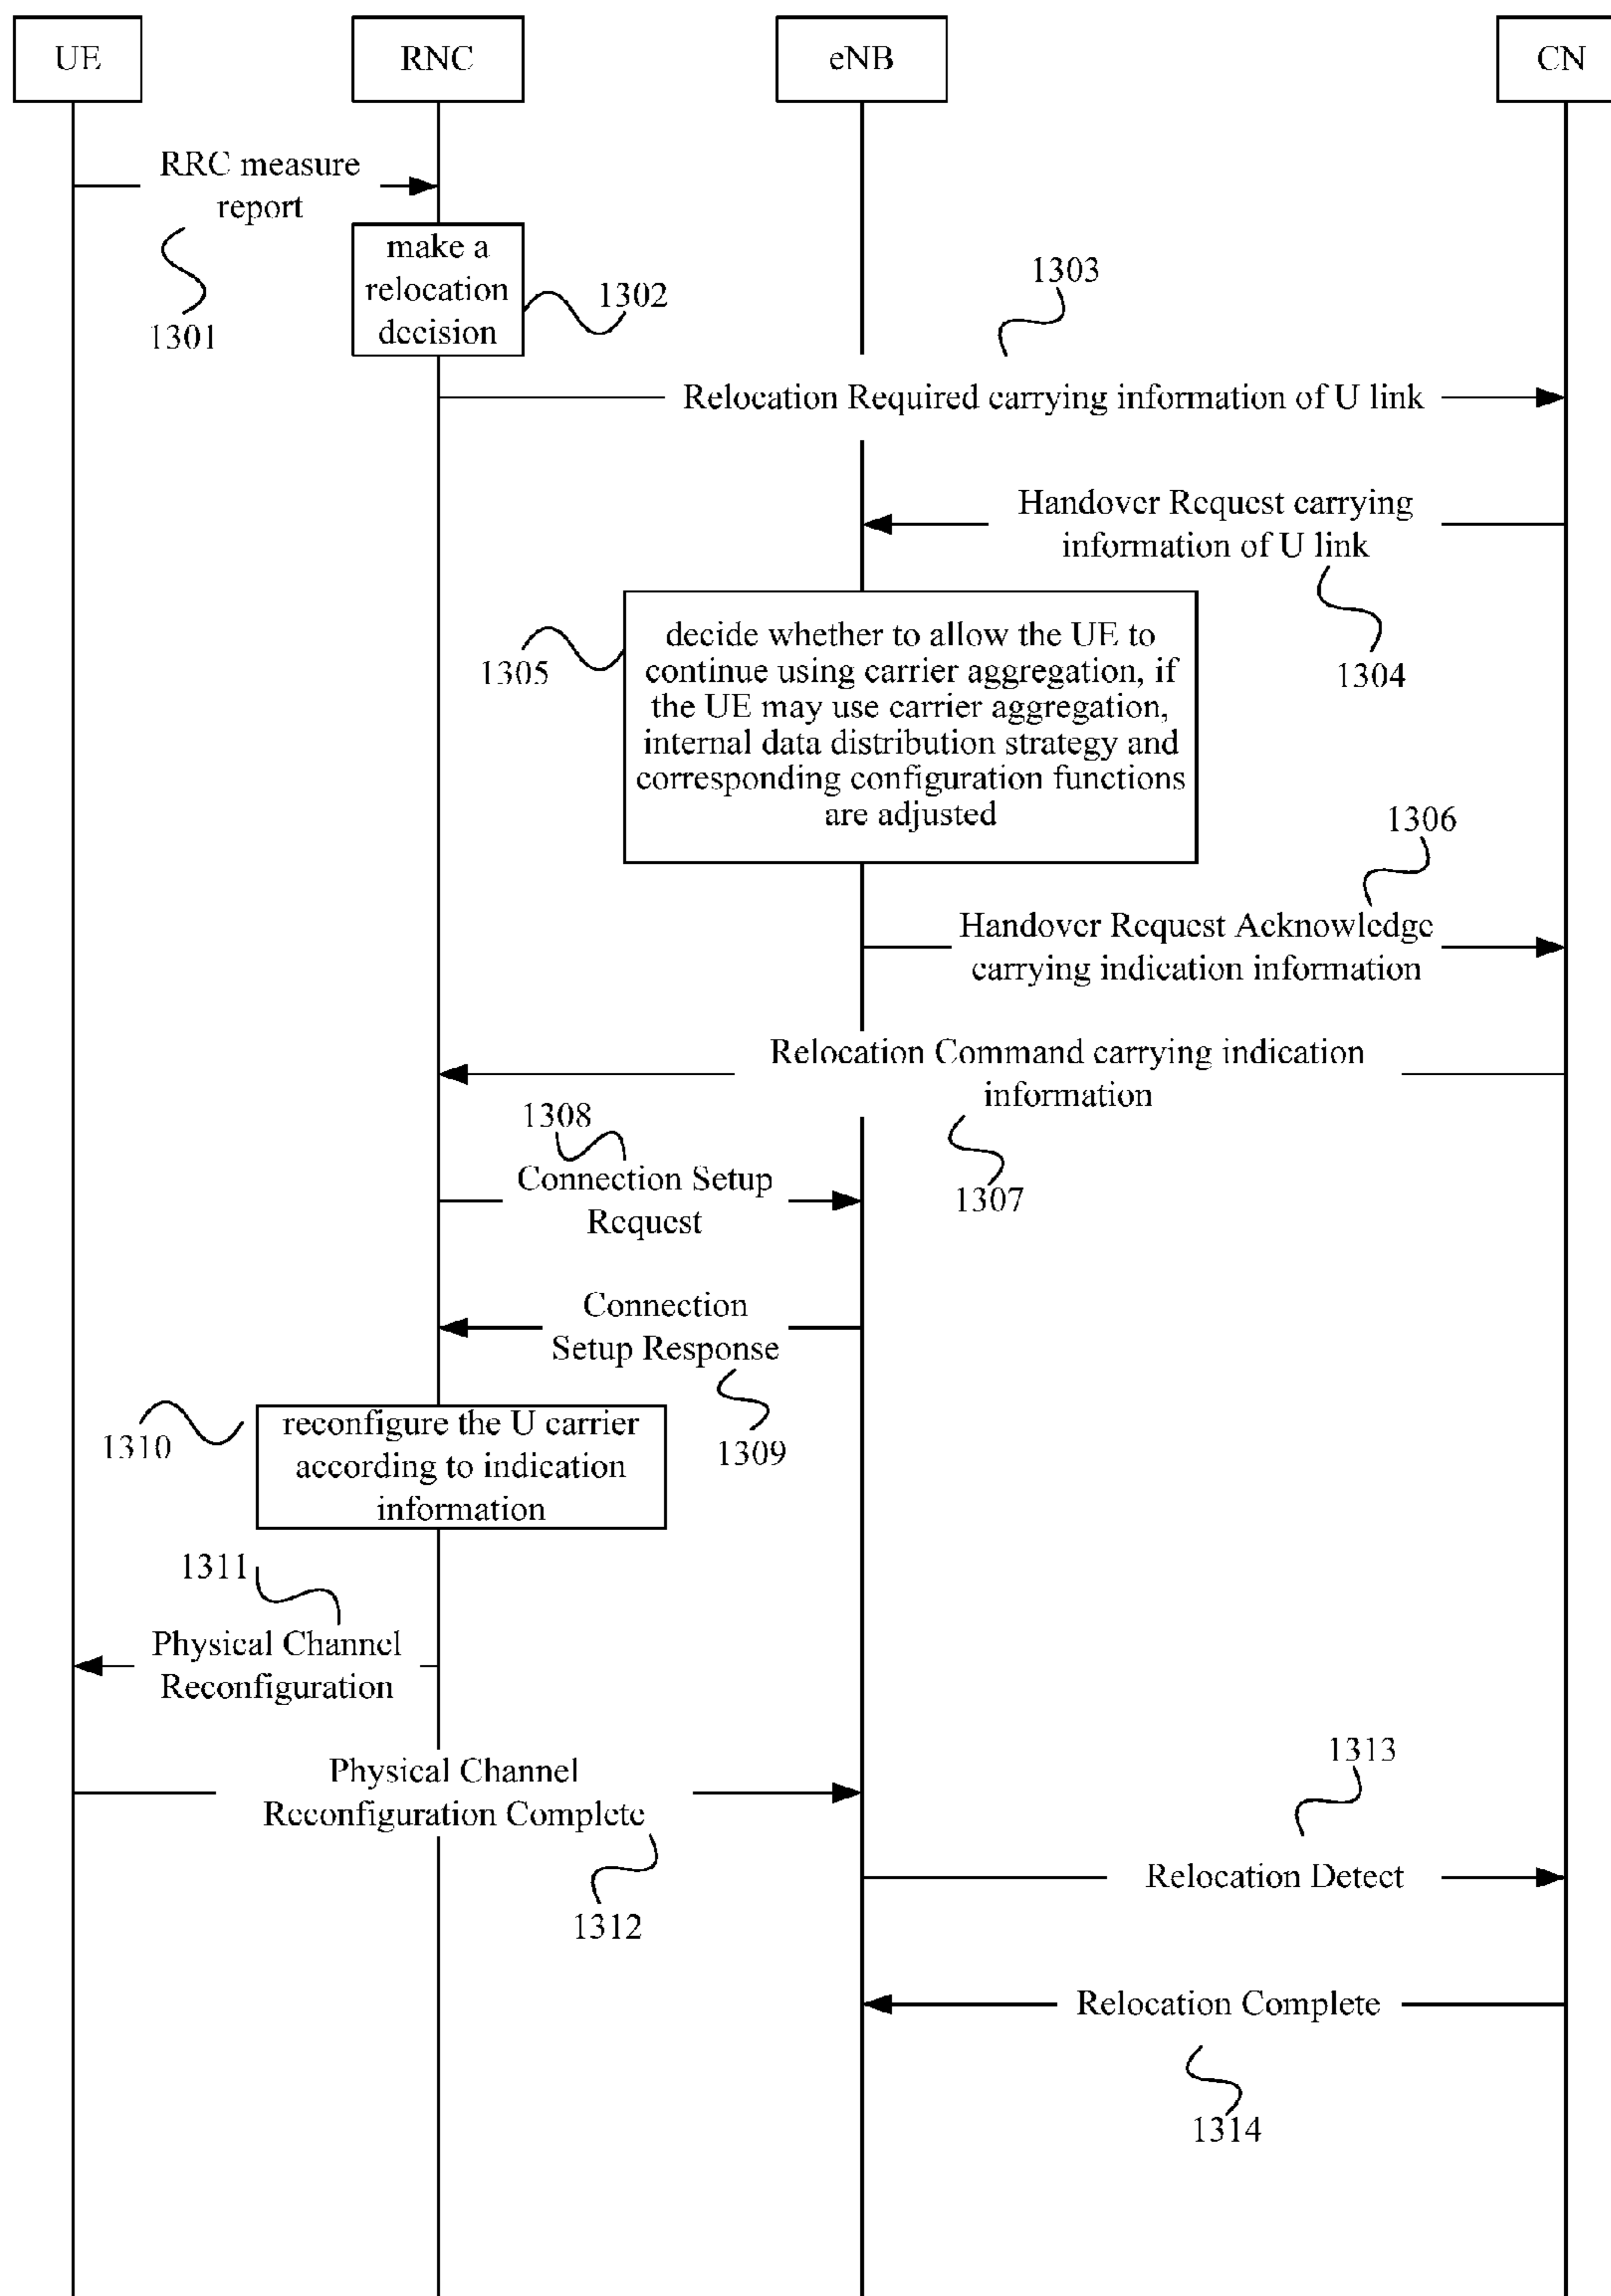 UE
RNC
eNB
CN
RRC measure
report
1301
make a
relocation
decision
1302
1303
Relocation Required carrying information of U link
Handover Request carrying
information of U link
1304
1305
decide whether to allow the UE to
continue using carrier aggregation, if
the UE may use carrier aggregation,
internal data distribution strategy and
corresponding configuration functions
are adjusted
1306
Handover Request Acknowledge
carrying indication information
Relocation Command carrying indication
information
1307
1308
Connection Setup
Request
Connection
Setup Response
1309
1310
reconfigure the U carrier
according to indication
information
1311
Physical Channel
Reconfiguration
Physical Channel
Reconfiguration Complete
1312
1313
Relocation Detect
Relocation Complete
1314